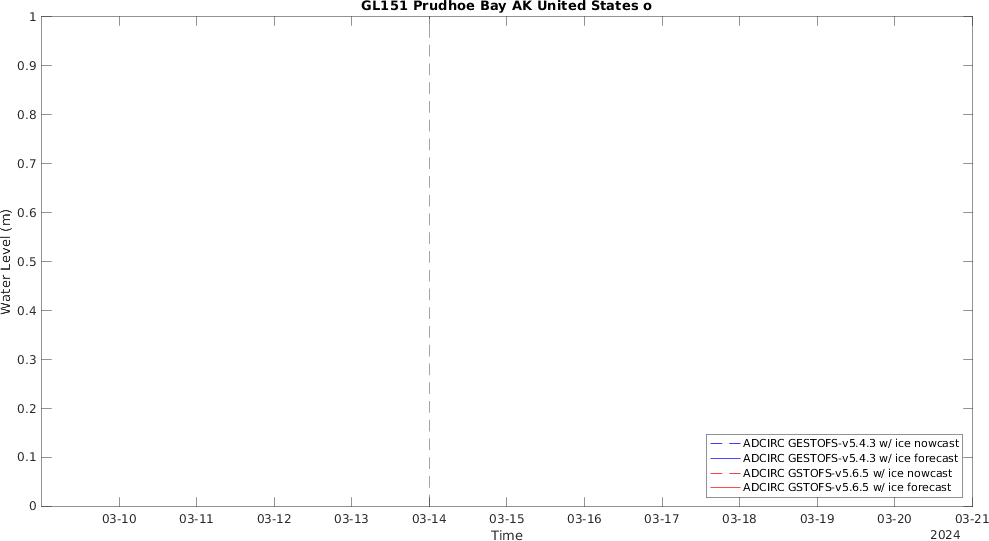 GL151 Prudhoe Bay AK United States o
1
0.9
0.8
0.7
0.6
0.5
0.4
0.3
0.2
0.1
0
Water Level (m)
ADCIRC GESTOFS-v5.4.3 w/ ice nowcast
ADCIRC GESTOFS-v5.4.3 w/ ice forecast
ADCIRC GSTOFS-v5.6.5 w/ ice nowcast
ADCIRC GSTOFS-v5.6.5 w/ ice forecast
03-10 03-11 03-12 03-13 03-14 03-15 03-16 03-17 03-18 03-19 03-20 03-21
Time
2024